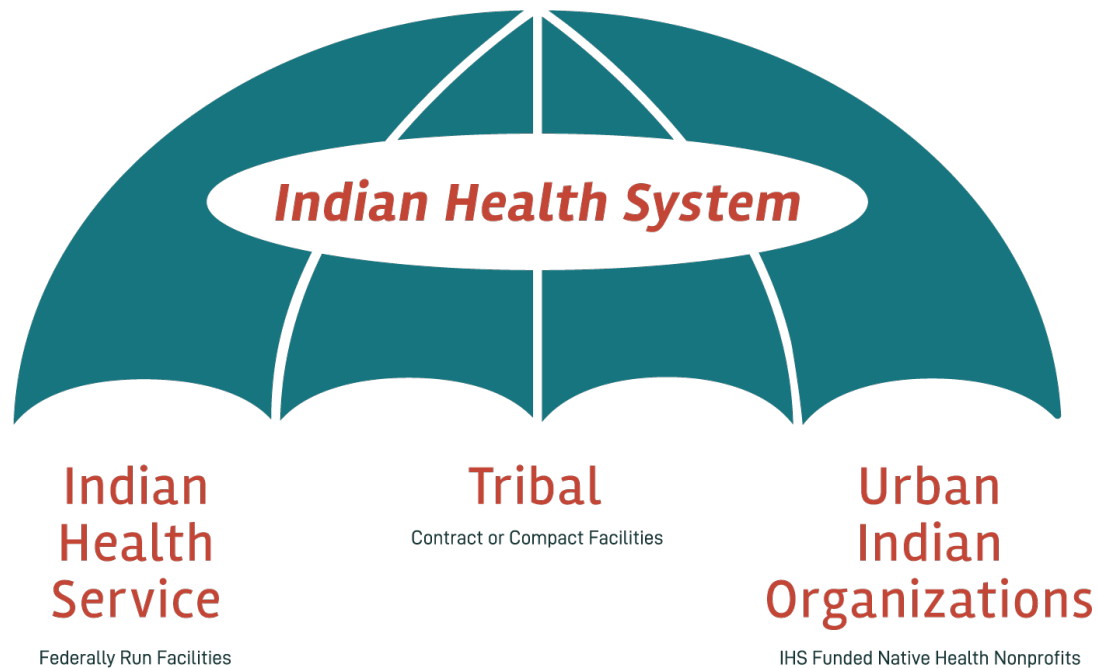 Indian Health System
Indian
Health
Service
Federally Run Facilities
Tribal
Contract or Compact Facilities
Urban
Indian
Organizations
IHS Funded Native Health Nonprofits